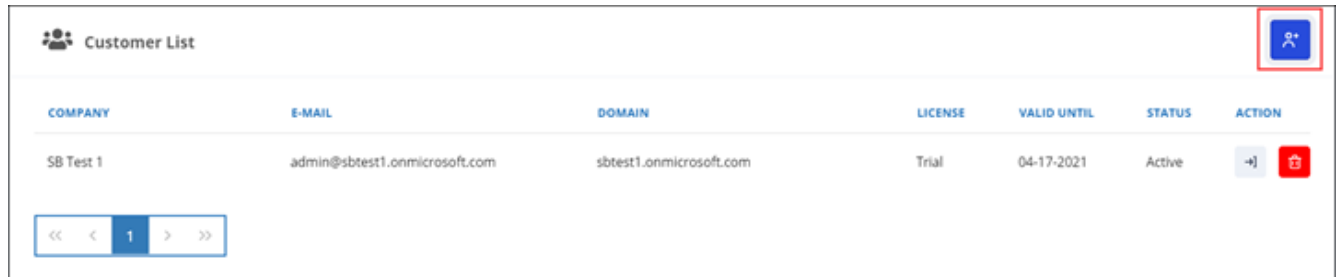 Customer List
COMPANY E-MAIL DOMAIN LICENSE VALID UNTIL STATUS ACTION
SB Test 1 admin@sbtest1.onmicrosoft.com sbtest1.onmicrosoft.com Trial 04-17-2021 Active
<< < 1 > >>